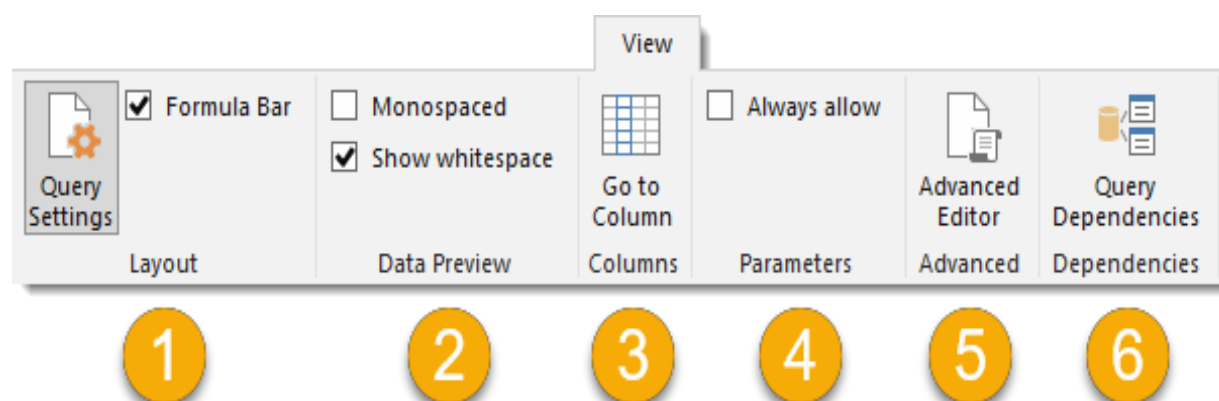 View
Formula Bar
Monospaced
Always allow
Show whitespace
Query
Settings
Go to
Column
Advanced
Editor
Query
Dependencies
Layout
Data Preview
Columns
Parameters
Advanced
Dependencies
1
2
3
4
5
6